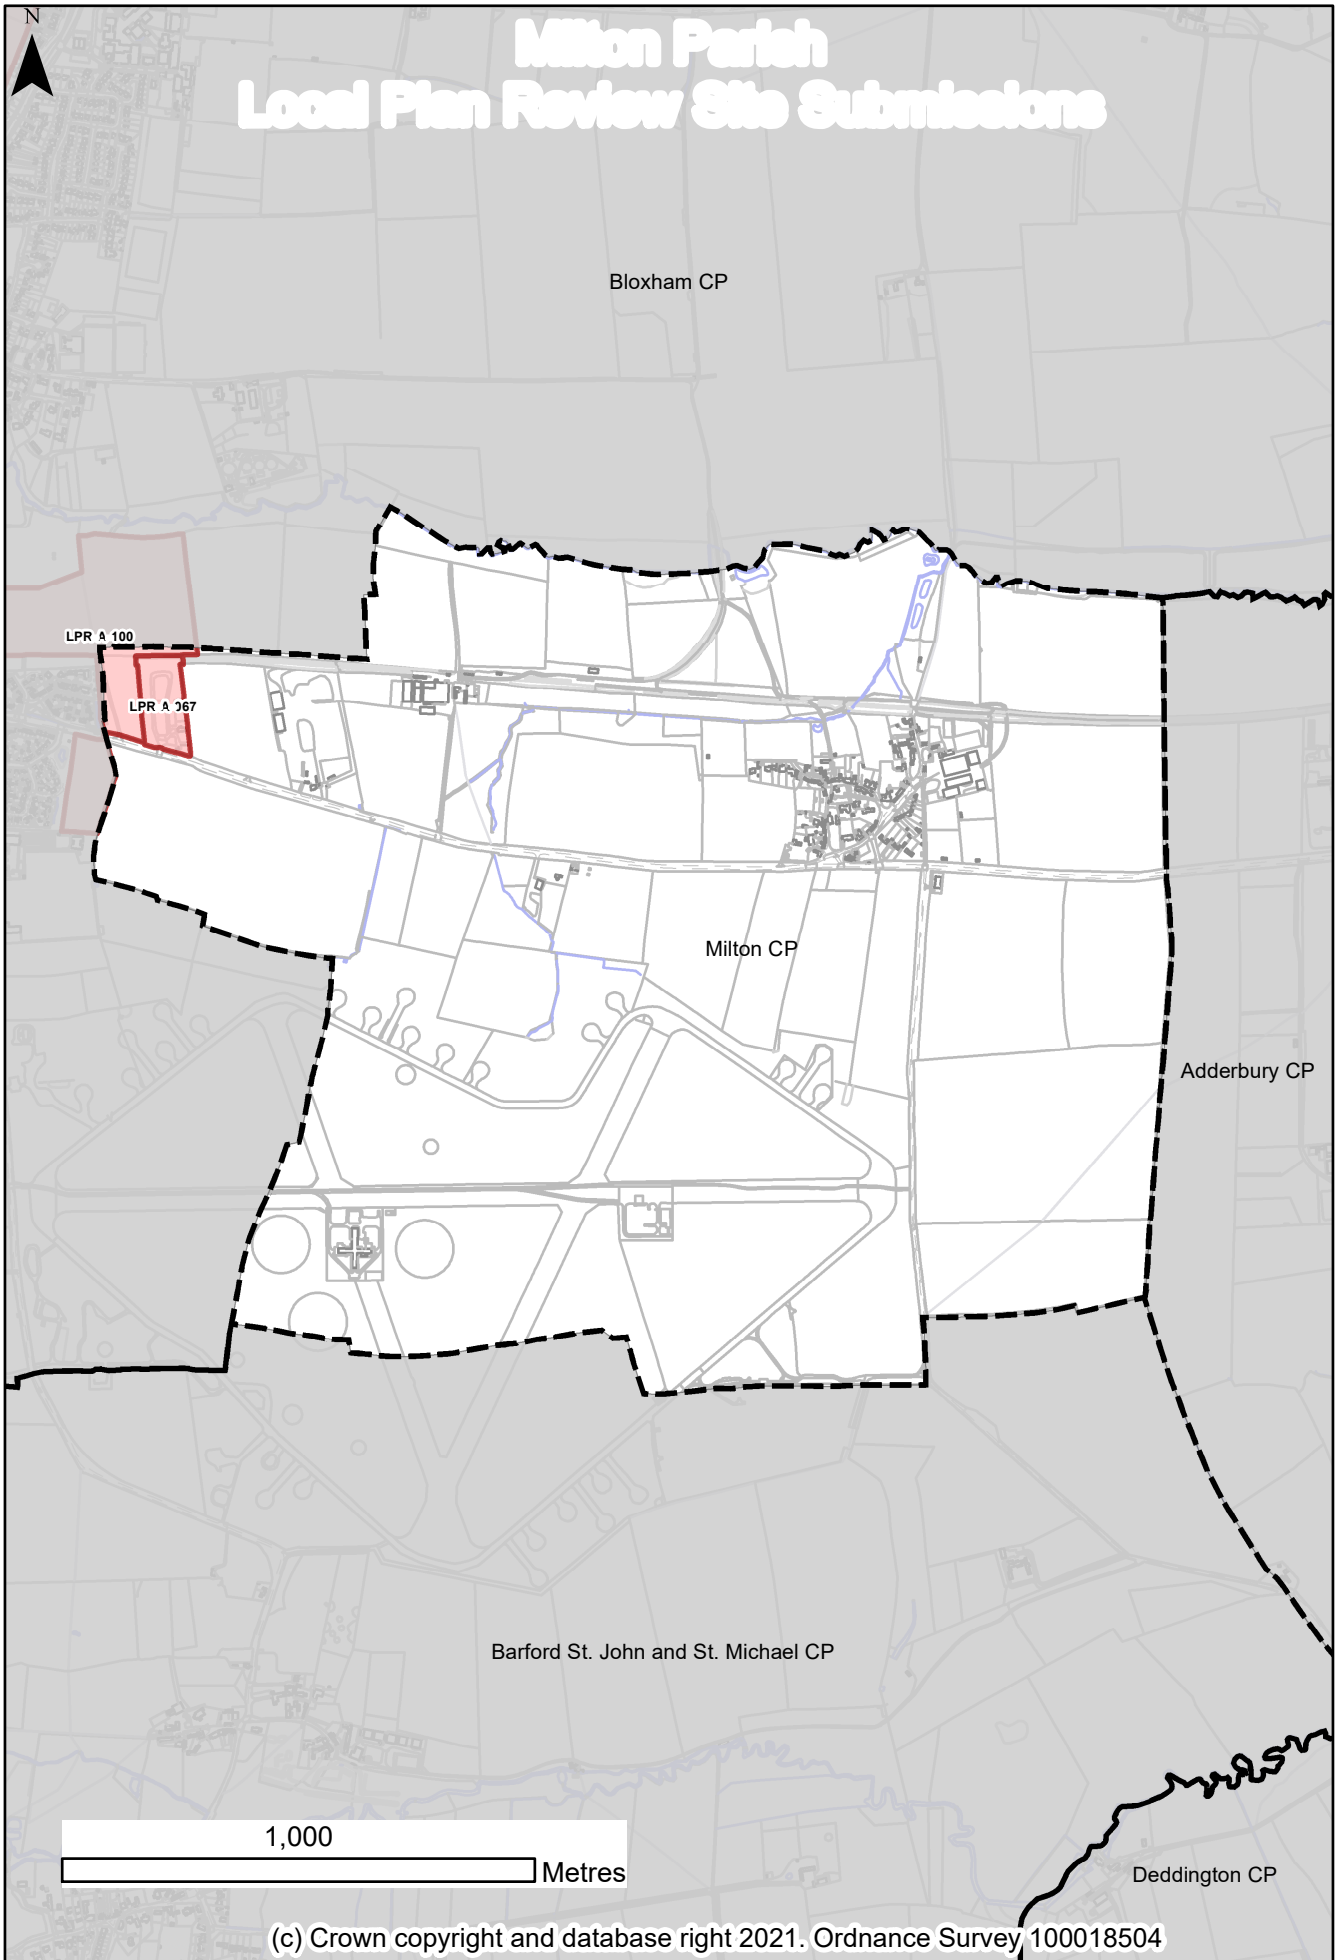 N
Milton Parish
Local Plan Review Site Submissions
Bloxham CP
LPR A 100
LPR A 067
Milton CP
Adderbury CP
Barford St. John and St. Michael CP
1,000
Metres
Deddington CP
(c) Crown copyright and database right 2021. Ordnance Survey 100018504